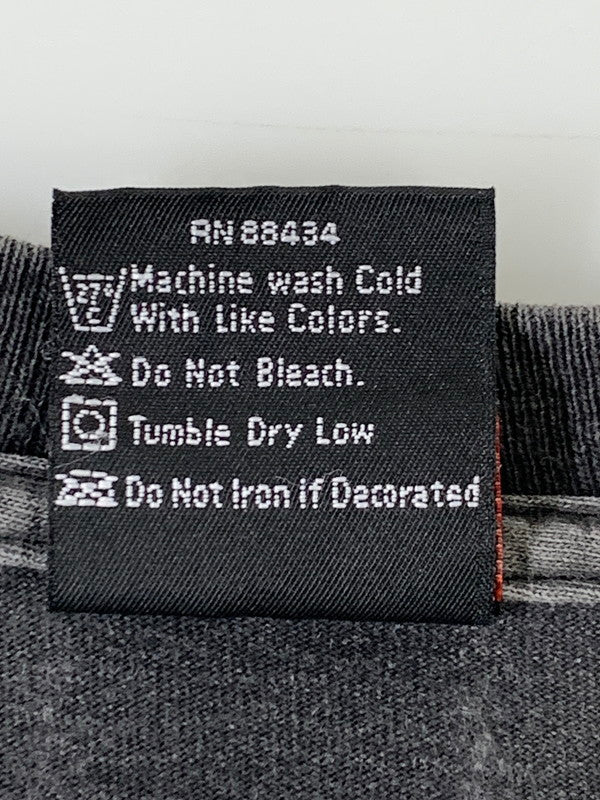 RN 88434
27
C
Machine wash Cold
With Like Colors.
Do Not Bleach.
Tumble Dry Low
Do Not Iron if Decorated